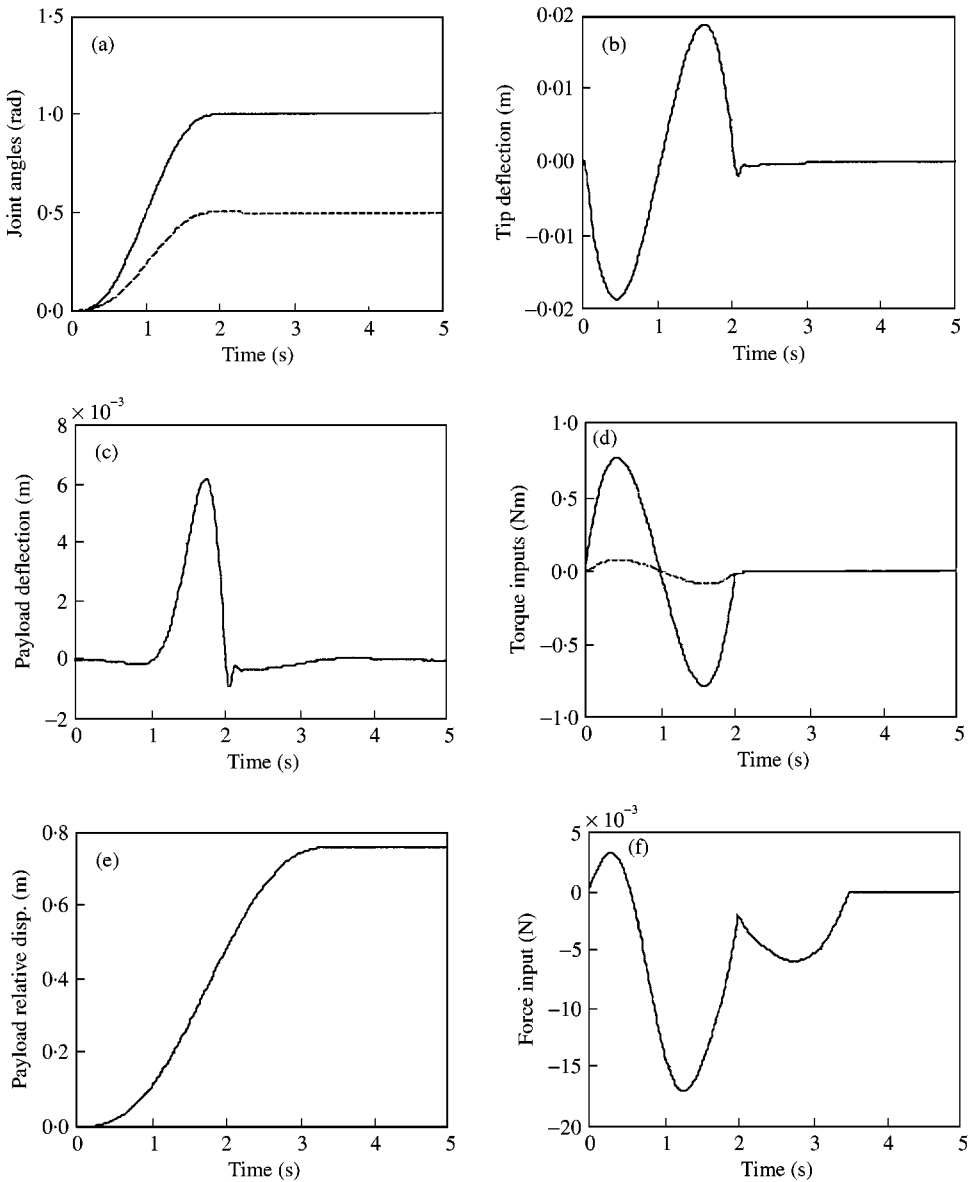 (a)
Joint angles (rad)
1·5
1·0
0·5
0·0
0 1 2 3 4 5
Time (s)
(b)
Tip deflection (m)
0·02
0·01
0·00
−0·01
−0·02
0 1 2 3 4 5
Time (s)
(c)
Payload deflection (m)
× 10−3
8
6
4
2
0
−2
0 1 2 3 4 5
Time (s)
(d)
Torque inputs (Nm)
1·0
0·5
0·0
−0·5
−1·0
0 1 2 3 4 5
Time (s)
(e)
Payload relative disp. (m)
0·8
0·6
0·4
0·2
0·0
0 1 2 3 4 5
Time (s)
(f)
Force input (N)
× 10−3
5
0
−5
−10
−15
−20
0 1 2 3 4 5
Time (s)